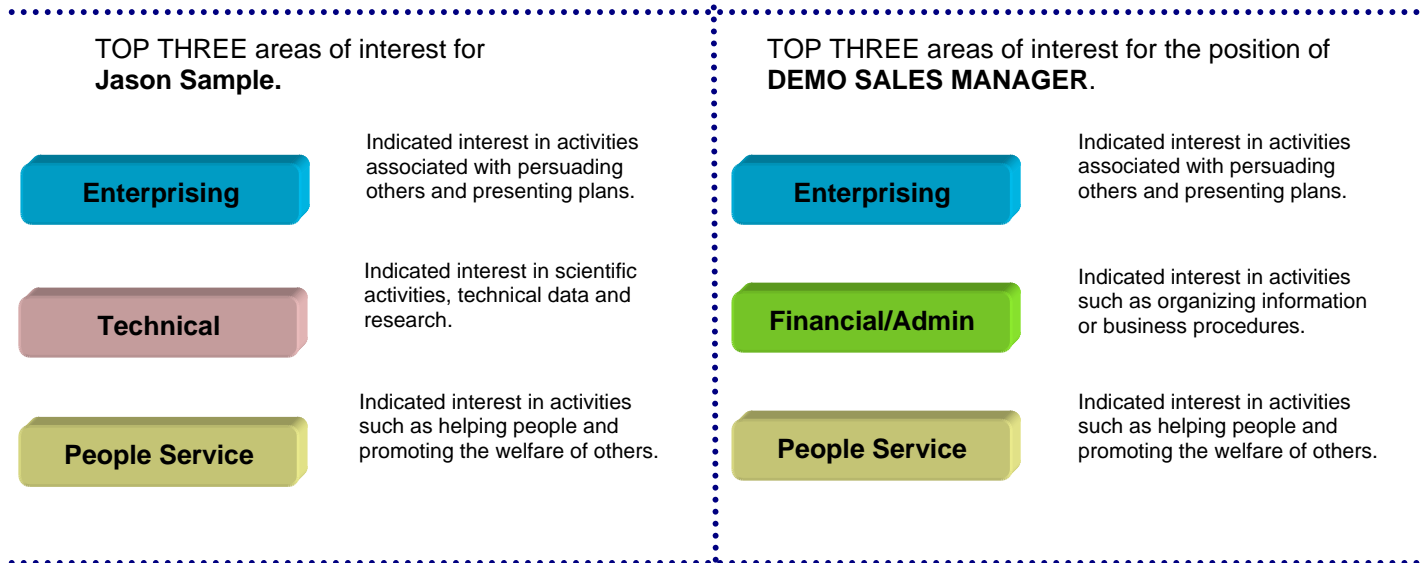 TOP THREE areas of interest for
Jason Sample.
Enterprising
Indicated interest in activities
associated with persuading
others and presenting plans.
Technical
Indicated interest in scientific
activities, technical data and
research.
People Service
Indicated interest in activities
such as helping people and
promoting the welfare of others.
TOP THREE areas of interest for the position of
DEMO SALES MANAGER.
Enterprising
Indicated interest in activities
associated with persuading
others and presenting plans.
Financial/Admin
Indicated interest in activities
such as organizing information
or business procedures.
People Service
Indicated interest in activities
such as helping people and
promoting the welfare of others.